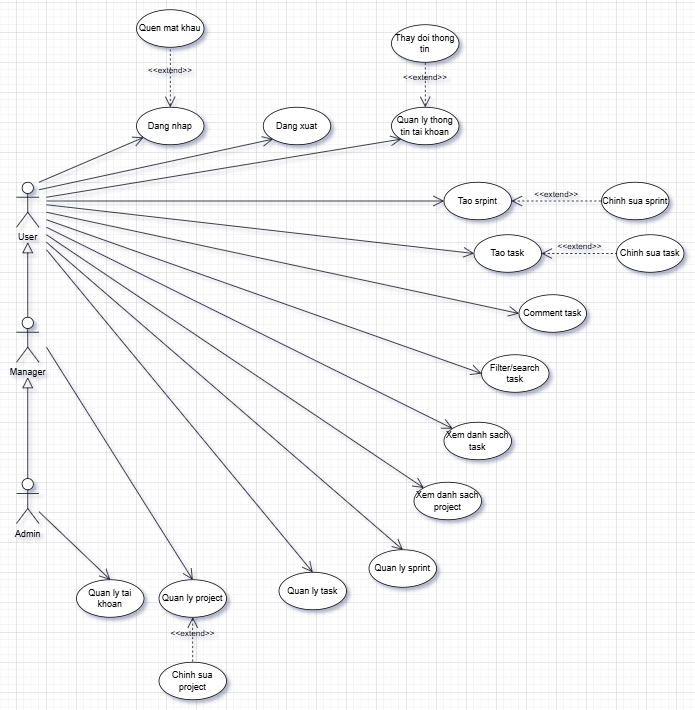 Quen mat khau
Thay doi thong
tin
<<extend>>
<<extend>>
Dang nhap
Dang xuat
Quan ly thong
tin tai khoan
Tao srpint
<<extend>>
Chinh sua sprint
User
Tao task
<<extend>>
Chinh sua task
Comment task
Manager
Filter/search
task
Xem danh sach
task
Xem danh sach
project
Admin
Quan ly sprint
Quan ly tai
khoan
Quan ly project
Quan ly task
<<extend>>
Chinh sua
project